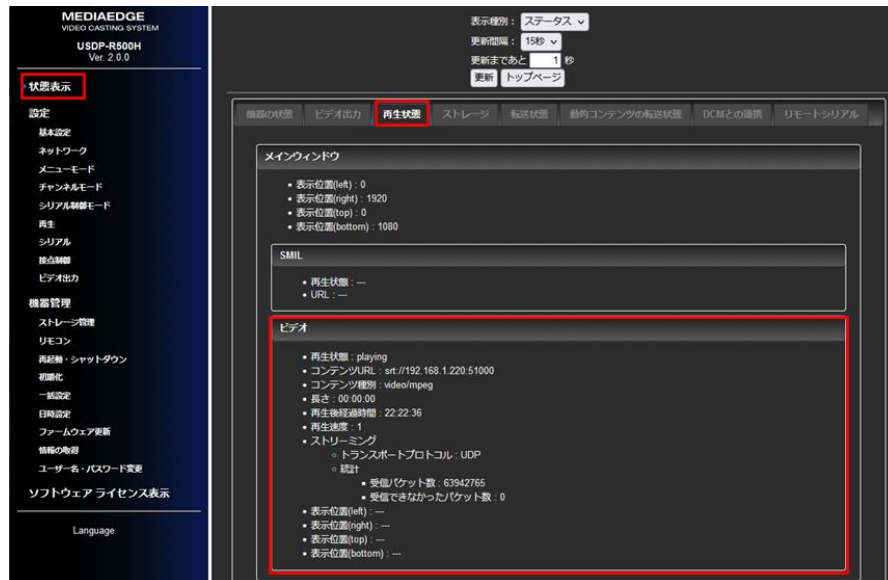 MEDIAEDGE
VIDEO CASTING SYSTEM
USDP-R500H
Ver. 2.0.0
状態表示
設定
基本設定
ネットワーク
メニューモード
チャンネルモード
シリアル制御モード
再生
シリアル
接点制御
ビデオ出力
機器管理
ストレージ管理
リモコン
再起動・シャットダウン
初期化
一括設定
日時設定
ファームウェア更新
情報の取得
ユーザー名・パスワード変更
ソフトウェア ライセンス表示
Language
表示種別： ステータス
更新間隔： 15秒
更新まであと 1 秒
更新 トップページ
機器の状態 ビデオ出力 再生状態 ストレージ 転送状態 動的コンテンツの転送状態 DCMとの連携 リモートシリアル
メインウィンドウ
• 表示位置(left) : 0
• 表示位置(right) : 1920
• 表示位置(top) : 0
• 表示位置(bottom) : 1080
SMIL
• 再生状態 : ---
• URL : ---
ビデオ
• 再生状態 : playing
• コンテンツURL : srt://192.168.1.220:51000
• コンテンツ種別 : video/mpeg
• 長さ : 00:00:00
• 再生後経過時間 : 22:22:36
• 再生速度 : 1
• ストリーミング
◦ トランスポートプロトコル : UDP
◦ 統計
▪ 受信パケット数 : 63942765
▪ 受信できなかったパケット数 : 0
• 表示位置(left) : ---
• 表示位置(right) : ---
• 表示位置(top) : ---
• 表示位置(bottom) : ---